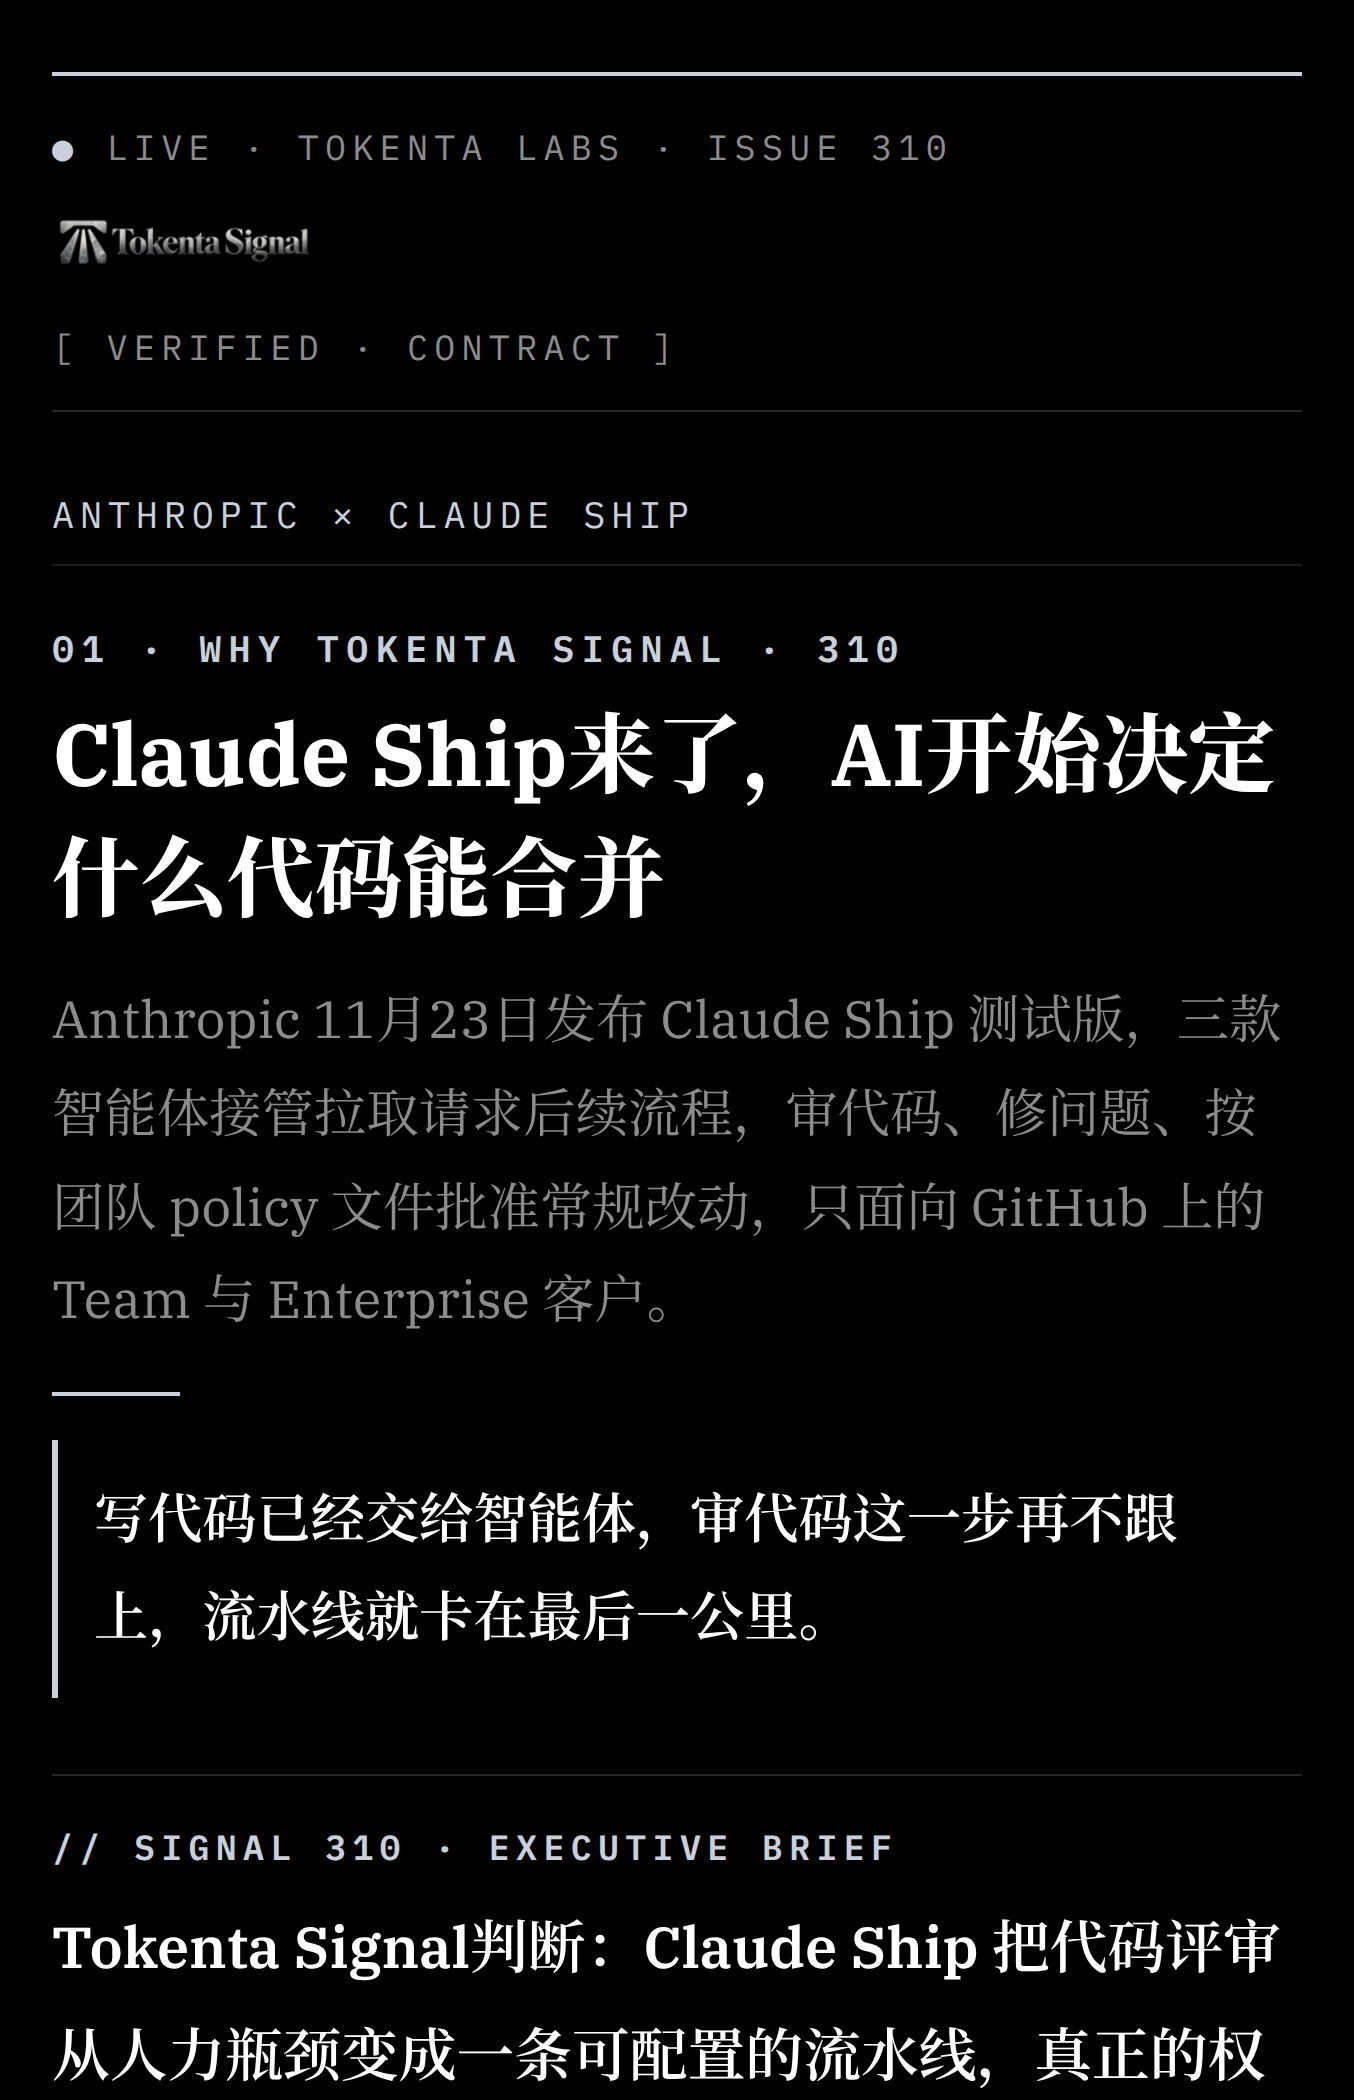 ● LIVE · TOKENTA LABS · ISSUE 310
Tokenta Signal
[ VERIFIED · CONTRACT ]
ANTHROPIC × CLAUDE SHIP
01 · WHY TOKENTA SIGNAL · 310
Claude Ship来了，AI开始决定
什么代码能合并
Anthropic 11月23日发布 Claude Ship 测试版，三款
智能体接管拉取请求后续流程，审代码、修问题、按
团队 policy 文件批准常规改动，只面向 GitHub 上的
Team 与 Enterprise 客户。
写代码已经交给智能体，审代码这一步再不跟
上，流水线就卡在最后一公里。
// SIGNAL 310 · EXECUTIVE BRIEF
Tokenta Signal判断：Claude Ship 把代码评审
从人力瓶颈变成一条可配置的流水线，真正的权